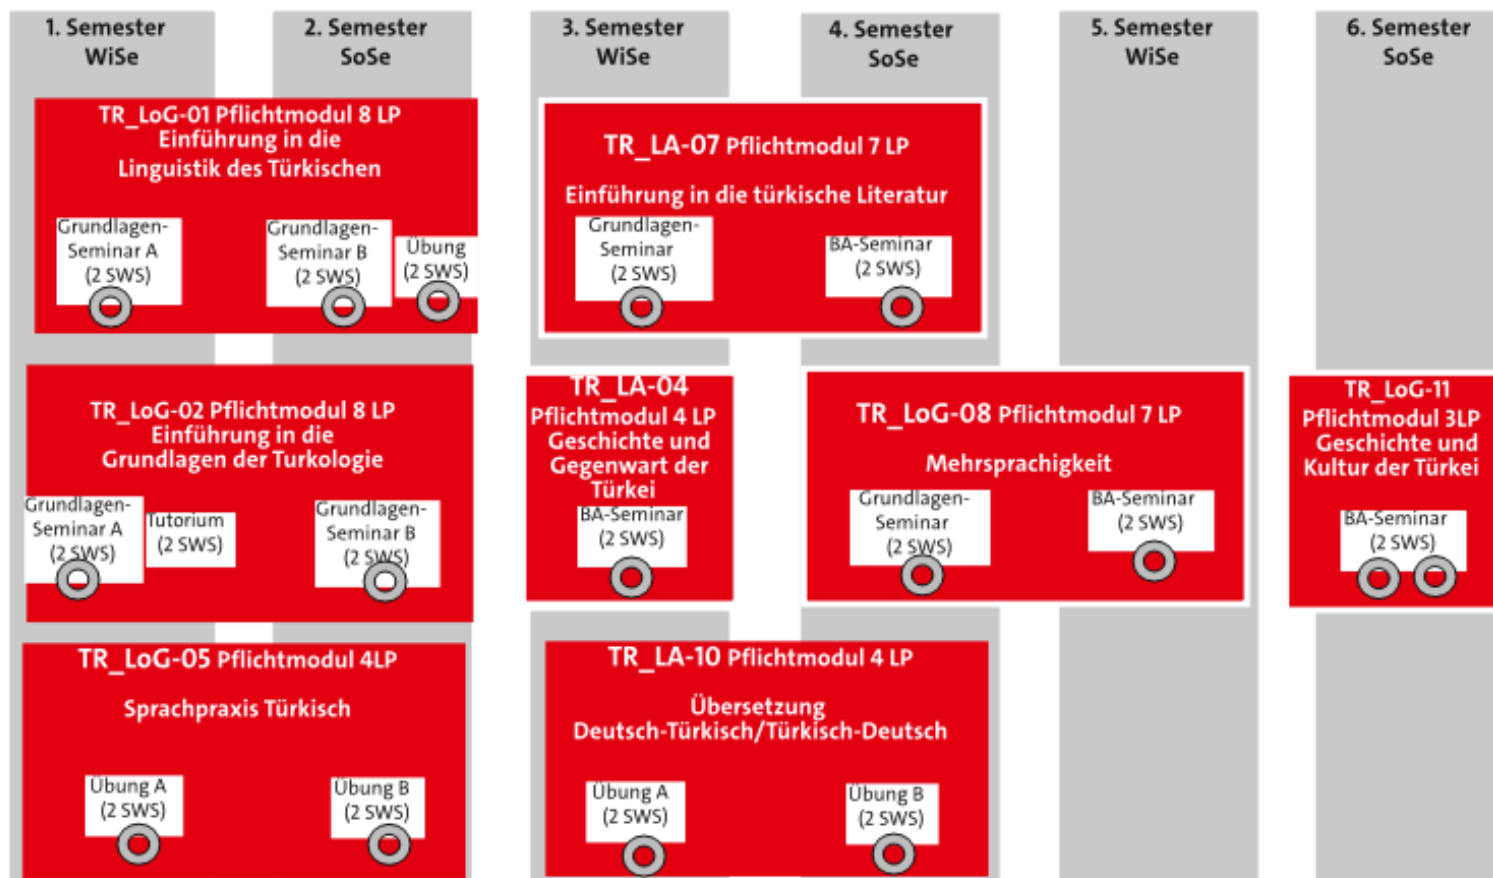 1. Semester
WiSe
2. Semester
SoSe
3. Semester
WiSe
4. Semester
SoSe
5. Semester
WiSe
6. Semester
SoSe
TR_LoG-01 Pflichtmodul 8 LP
Einführung in die
Linguistik des Türkischen
Grundlagen-
Seminar A
(2 SWS)
Grundlagen-
Seminar B
(2 SWS)
Übung
(2 SWS)
TR_LA-07 Pflichtmodul 7 LP
Einführung in die türkische Literatur
Grundlagen-
Seminar
(2 SWS)
BA-Seminar
(2 SWS)
TR_LoG-02 Pflichtmodul 8 LP
Einführung in die
Grundlagen der Turkologie
Grundlagen-
Seminar A
(2 SWS)
Tutorium
(2 SWS)
Grundlagen-
Seminar B
(2 SWS)
TR_LA-04
Pflichtmodul 4 LP
Geschichte und
Gegenwart der
Türkei
BA-Seminar
(2 SWS)
TR_LoG-08 Pflichtmodul 7 LP
Mehrsprachigkeit
Grundlagen-
Seminar
(2 SWS)
BA-Seminar
(2 SWS)
TR_LoG-11
Pflichtmodul 3LP
Geschichte und
Kultur der Türkei
BA-Seminar
(2 SWS)
TR_LoG-05 Pflichtmodul 4LP
Sprachpraxis Türkisch
Übung A
(2 SWS)
Übung B
(2 SWS)
TR_LA-10 Pflichtmodul 4 LP
Übersetzung
Deutsch-Türkisch/Türkisch-Deutsch
Übung A
(2 SWS)
Übung B
(2 SWS)